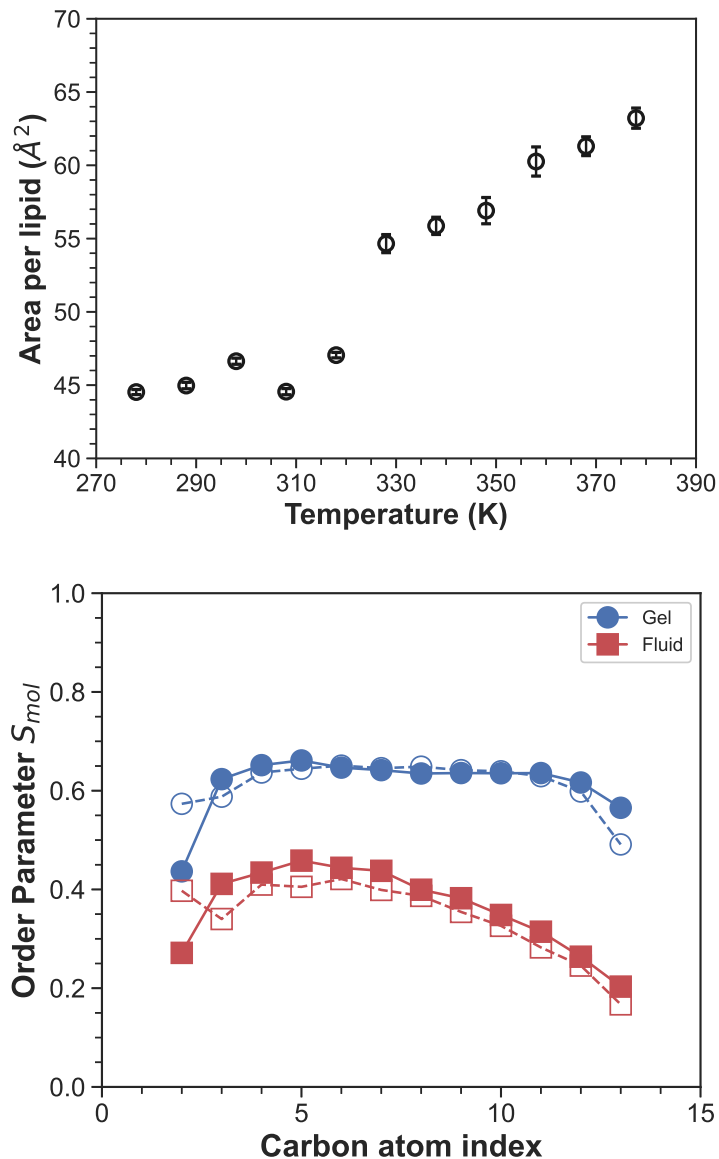 70
65
60
55
50
45
40
Area per lipid (Å²)
270 290 310 330 350 370 390
Temperature (K)
1.0
0.8
0.6
0.4
0.2
0.0
Order Parameter S_mol
Gel
Fluid
0 5 10 15
Carbon atom index